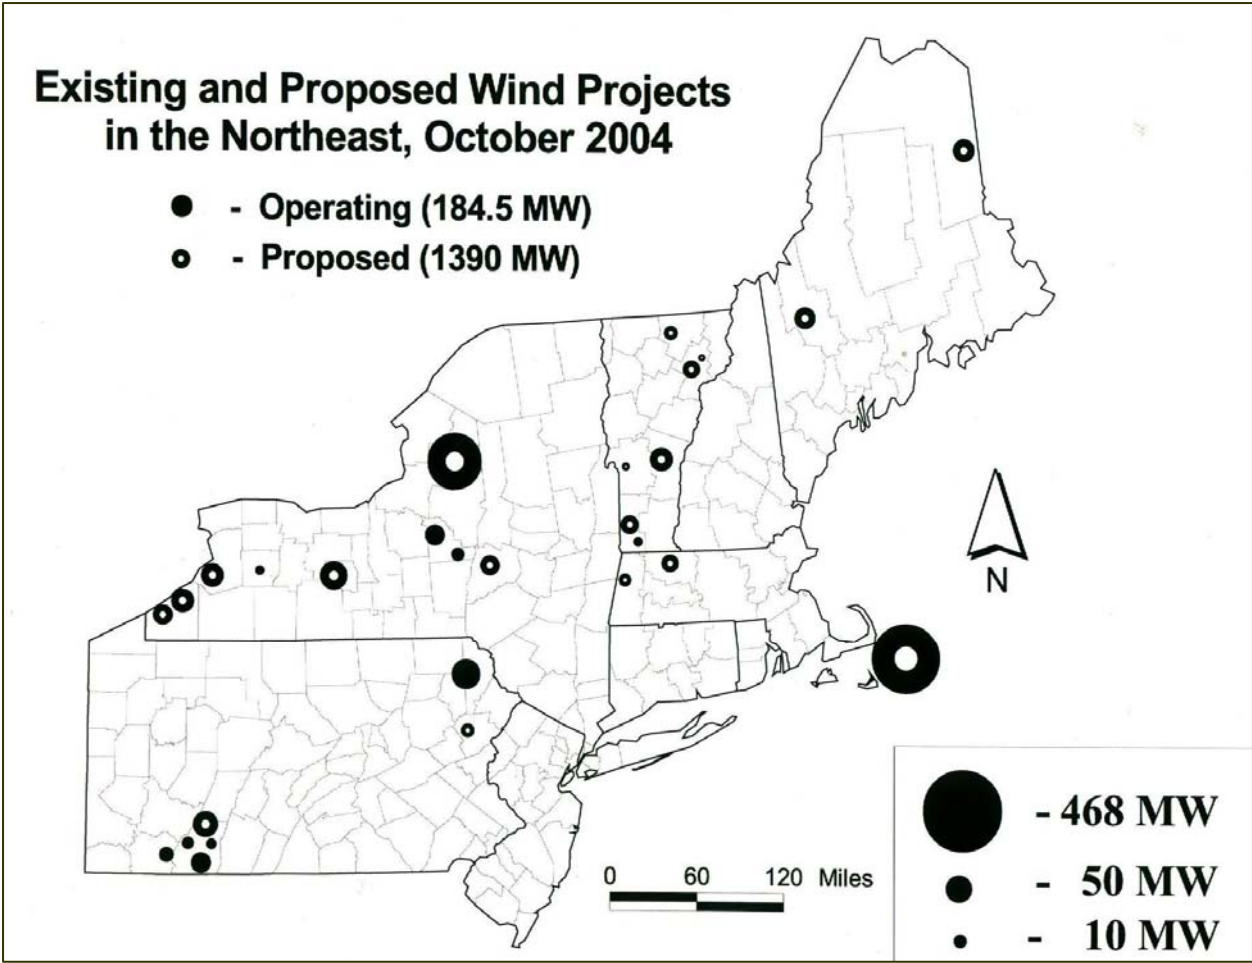 Existing and Proposed Wind Projects
in the Northeast, October 2004
- Operating (184.5 MW)
- Proposed (1390 MW)
N
0 60 120 Miles
- 468 MW
- 50 MW
- 10 MW